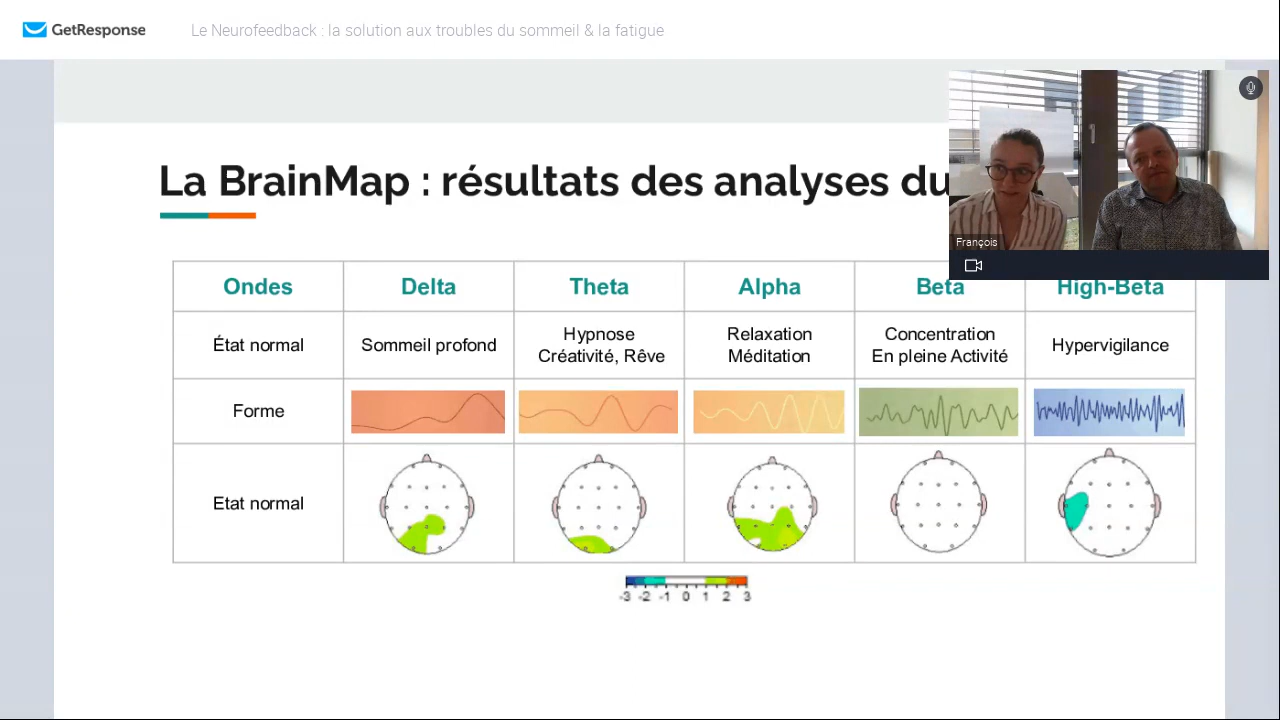 GetResponse
Le Neurofeedback : la solution aux troubles du sommeil & la fatigue
La BrainMap : résultats des analyses du
François
Ondes
Delta
Theta
Alpha
Beta
High-Beta
État normal
Sommeil profond
Hypnose
Créativité, Rêve
Relaxation
Méditation
Concentration
En pleine Activité
Hypervigilance
Forme
Etat normal
-3 -2 -1 0 1 2 3